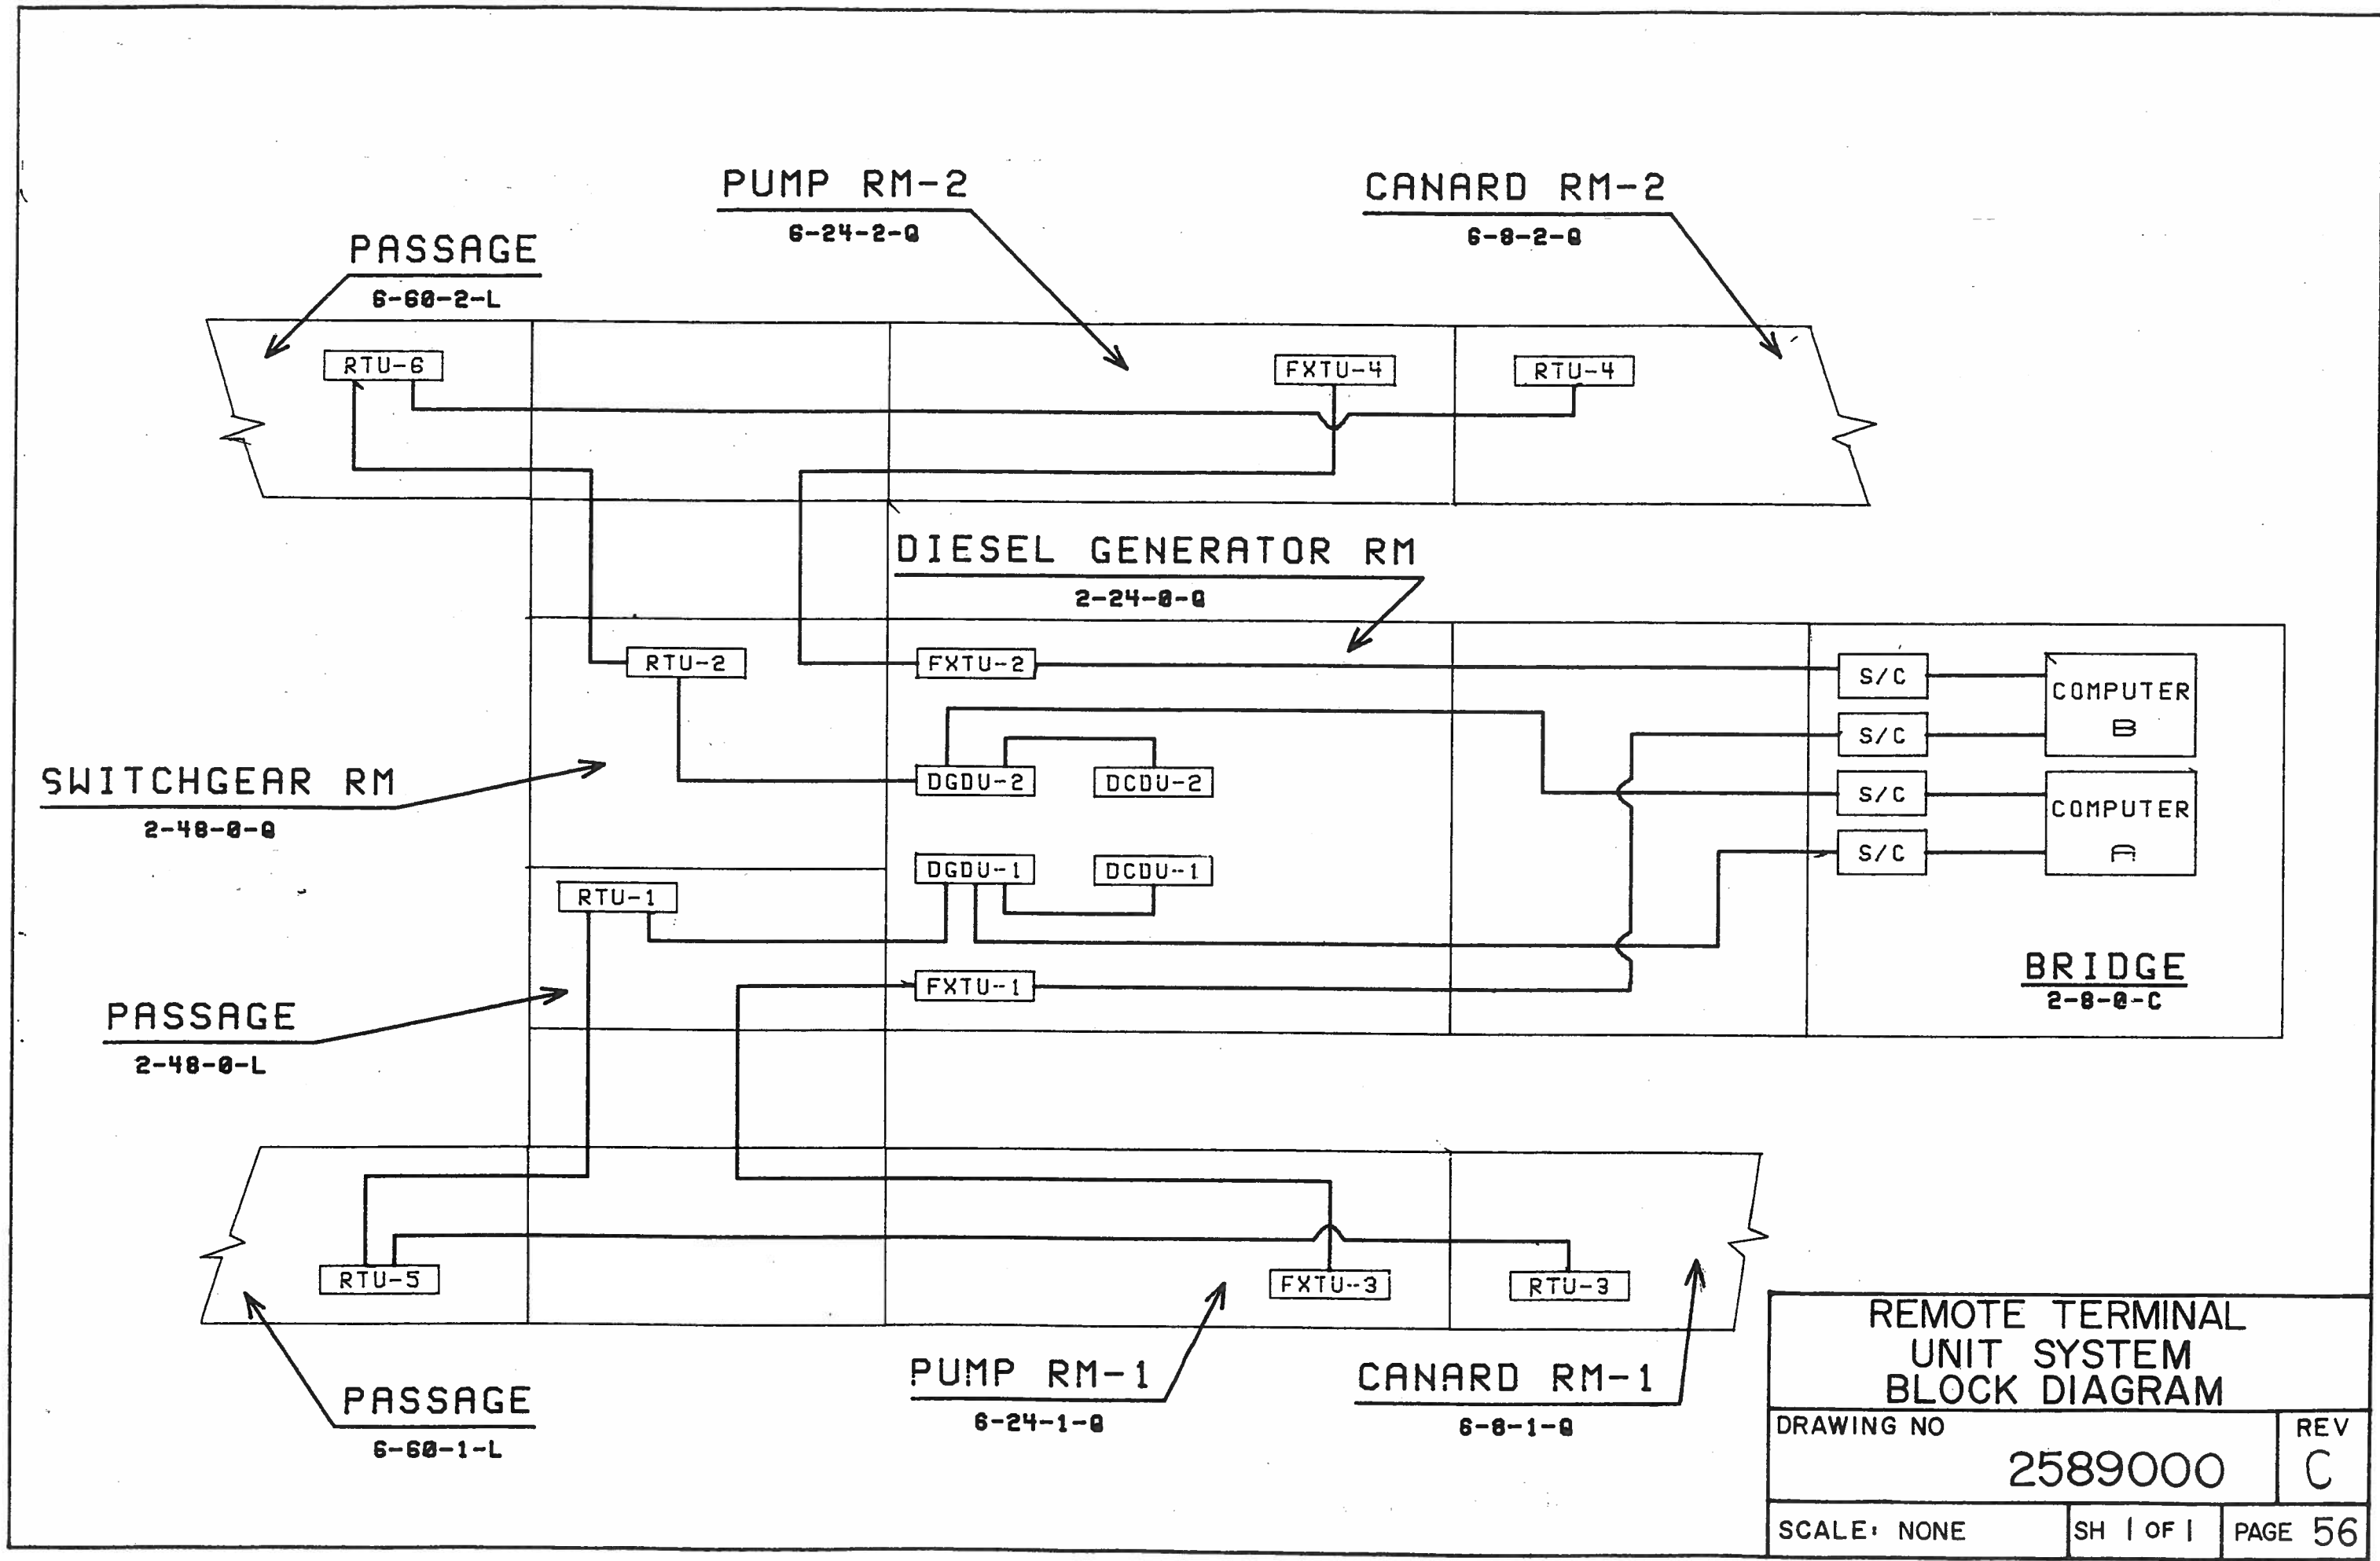 PUMP RM-2
6-24-2-Q
CANARD RM-2
6-8-2-Q
PASSAGE
6-60-2-L
RTU-6
FXTU-4
RTU-4
DIESEL GENERATOR RM
2-24-0-Q
RTU-2
FXTU-2
S/C
COMPUTER
B
S/C
SWITCHGEAR RM
2-48-0-Q
DGDU-2
DCDU-2
S/C
COMPUTER
A
S/C
DGDU-1
DCDU-1
RTU-1
BRIDGE
2-8-0-C
FXTU-1
PASSAGE
2-48-0-L
RTU-5
FXTU-3
RTU-3
PUMP RM-1
6-24-1-Q
CANARD RM-1
6-8-1-Q
PASSAGE
6-60-1-L
REMOTE TERMINAL
UNIT SYSTEM
BLOCK DIAGRAM
DRAWING NO
2589000
REV
C
SCALE: NONE
SH 1 OF 1
PAGE 56